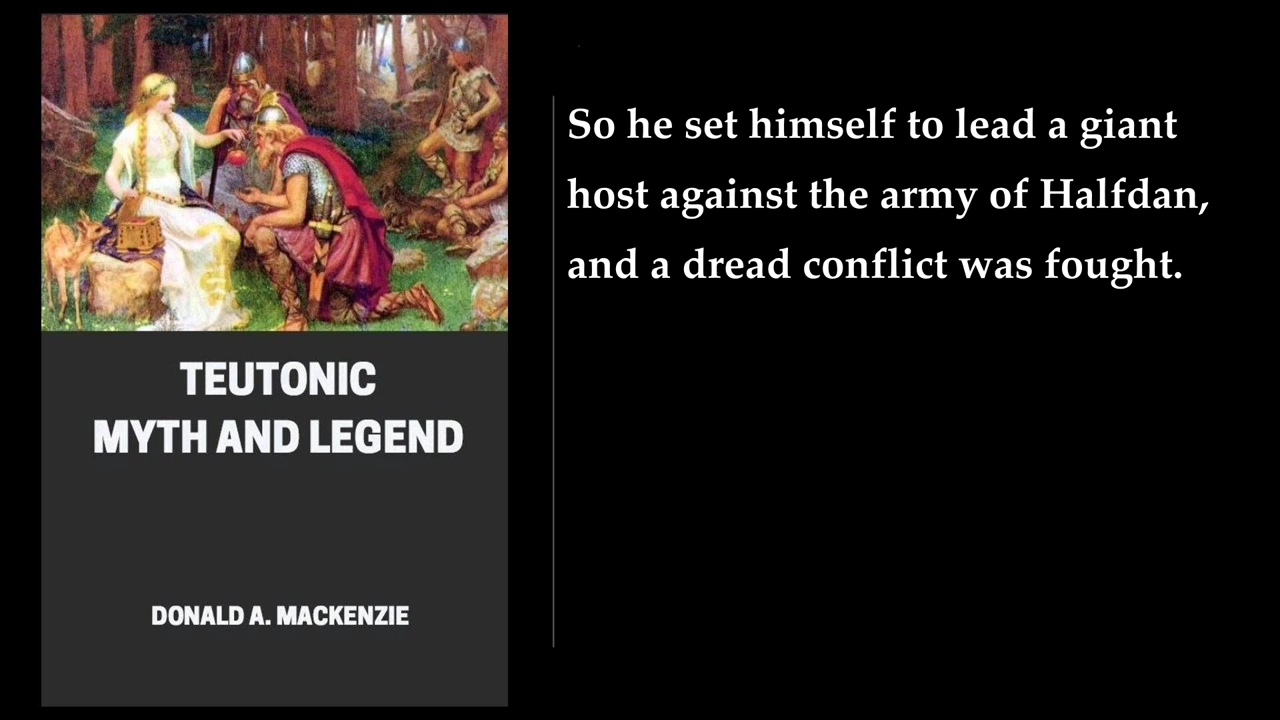 TEUTONIC
MYTH AND LEGEND
DONALD A. MACKENZIE
So he set himself to lead a giant
host against the army of Halfdan,
and a dread conflict was fought.